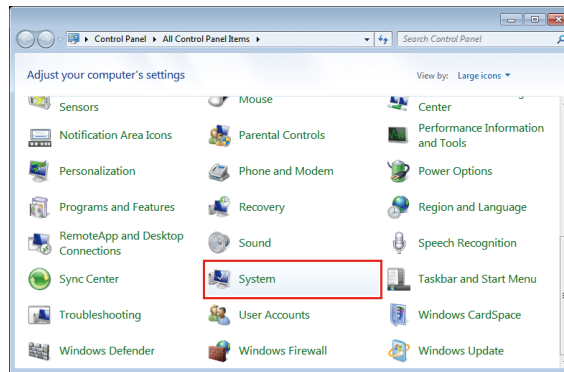 Control Panel ▸ All Control Panel Items ▸
Search Control Panel
Adjust your computer's settings
View by: Large icons
Sensors
Mouse
Center
Notification Area Icons
Parental Controls
Performance Information
and Tools
Personalization
Phone and Modem
Power Options
Programs and Features
Recovery
Region and Language
RemoteApp and Desktop
Connections
Sound
Speech Recognition
Sync Center
System
Taskbar and Start Menu
Troubleshooting
User Accounts
Windows CardSpace
Windows Defender
Windows Firewall
Windows Update